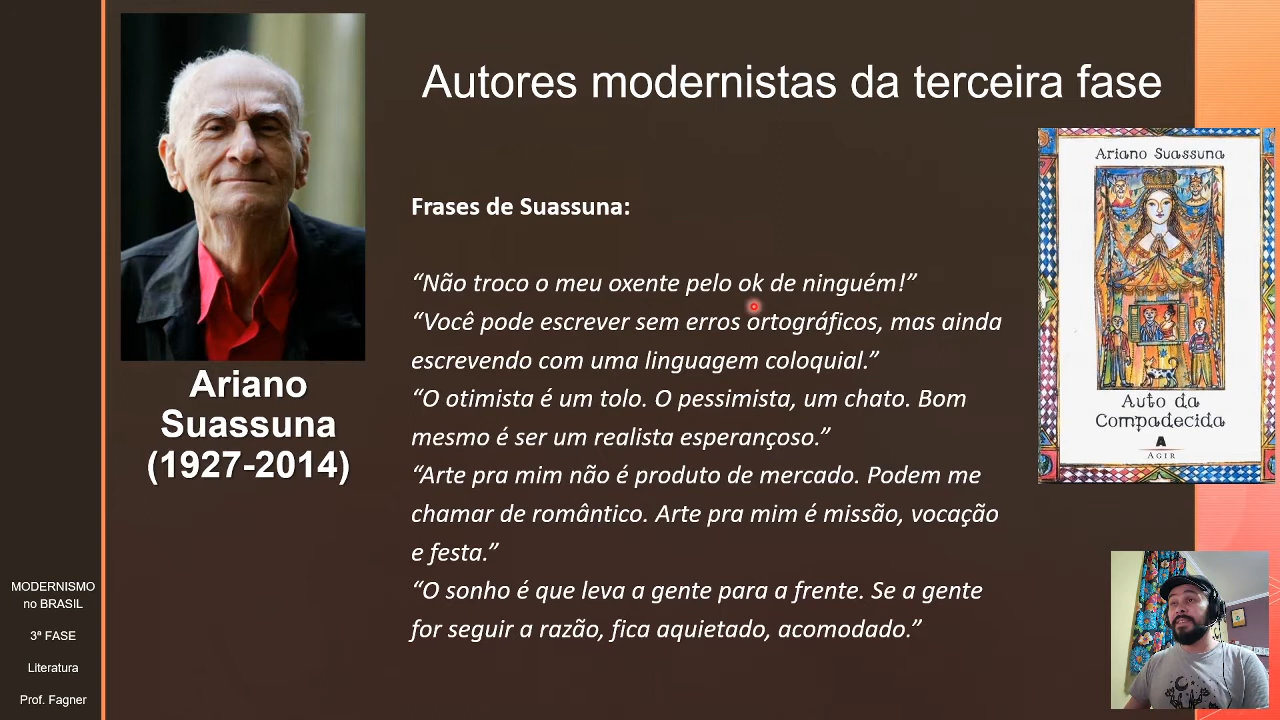 Autores modernistas da terceira fase
Ariano
Suassuna
(1927-2014)
Frases de Suassuna:
“Não troco o meu oxente pelo ok de ninguém!”
“Você pode escrever sem erros ortográficos, mas ainda
escrevendo com uma linguagem coloquial.”
“O otimista é um tolo. O pessimista, um chato. Bom
mesmo é ser um realista esperançoso.”
“Arte pra mim não é produto de mercado. Podem me
chamar de romântico. Arte pra mim é missão, vocação
e festa.”
“O sonho é que leva a gente para a frente. Se a gente
for seguir a razão, fica aquietado, acomodado.”
Ariano Suassuna
Auto da
Compadecida
A
AGIR
MODERNISMO
no BRASIL
3ª FASE
Literatura
Prof. Fagner